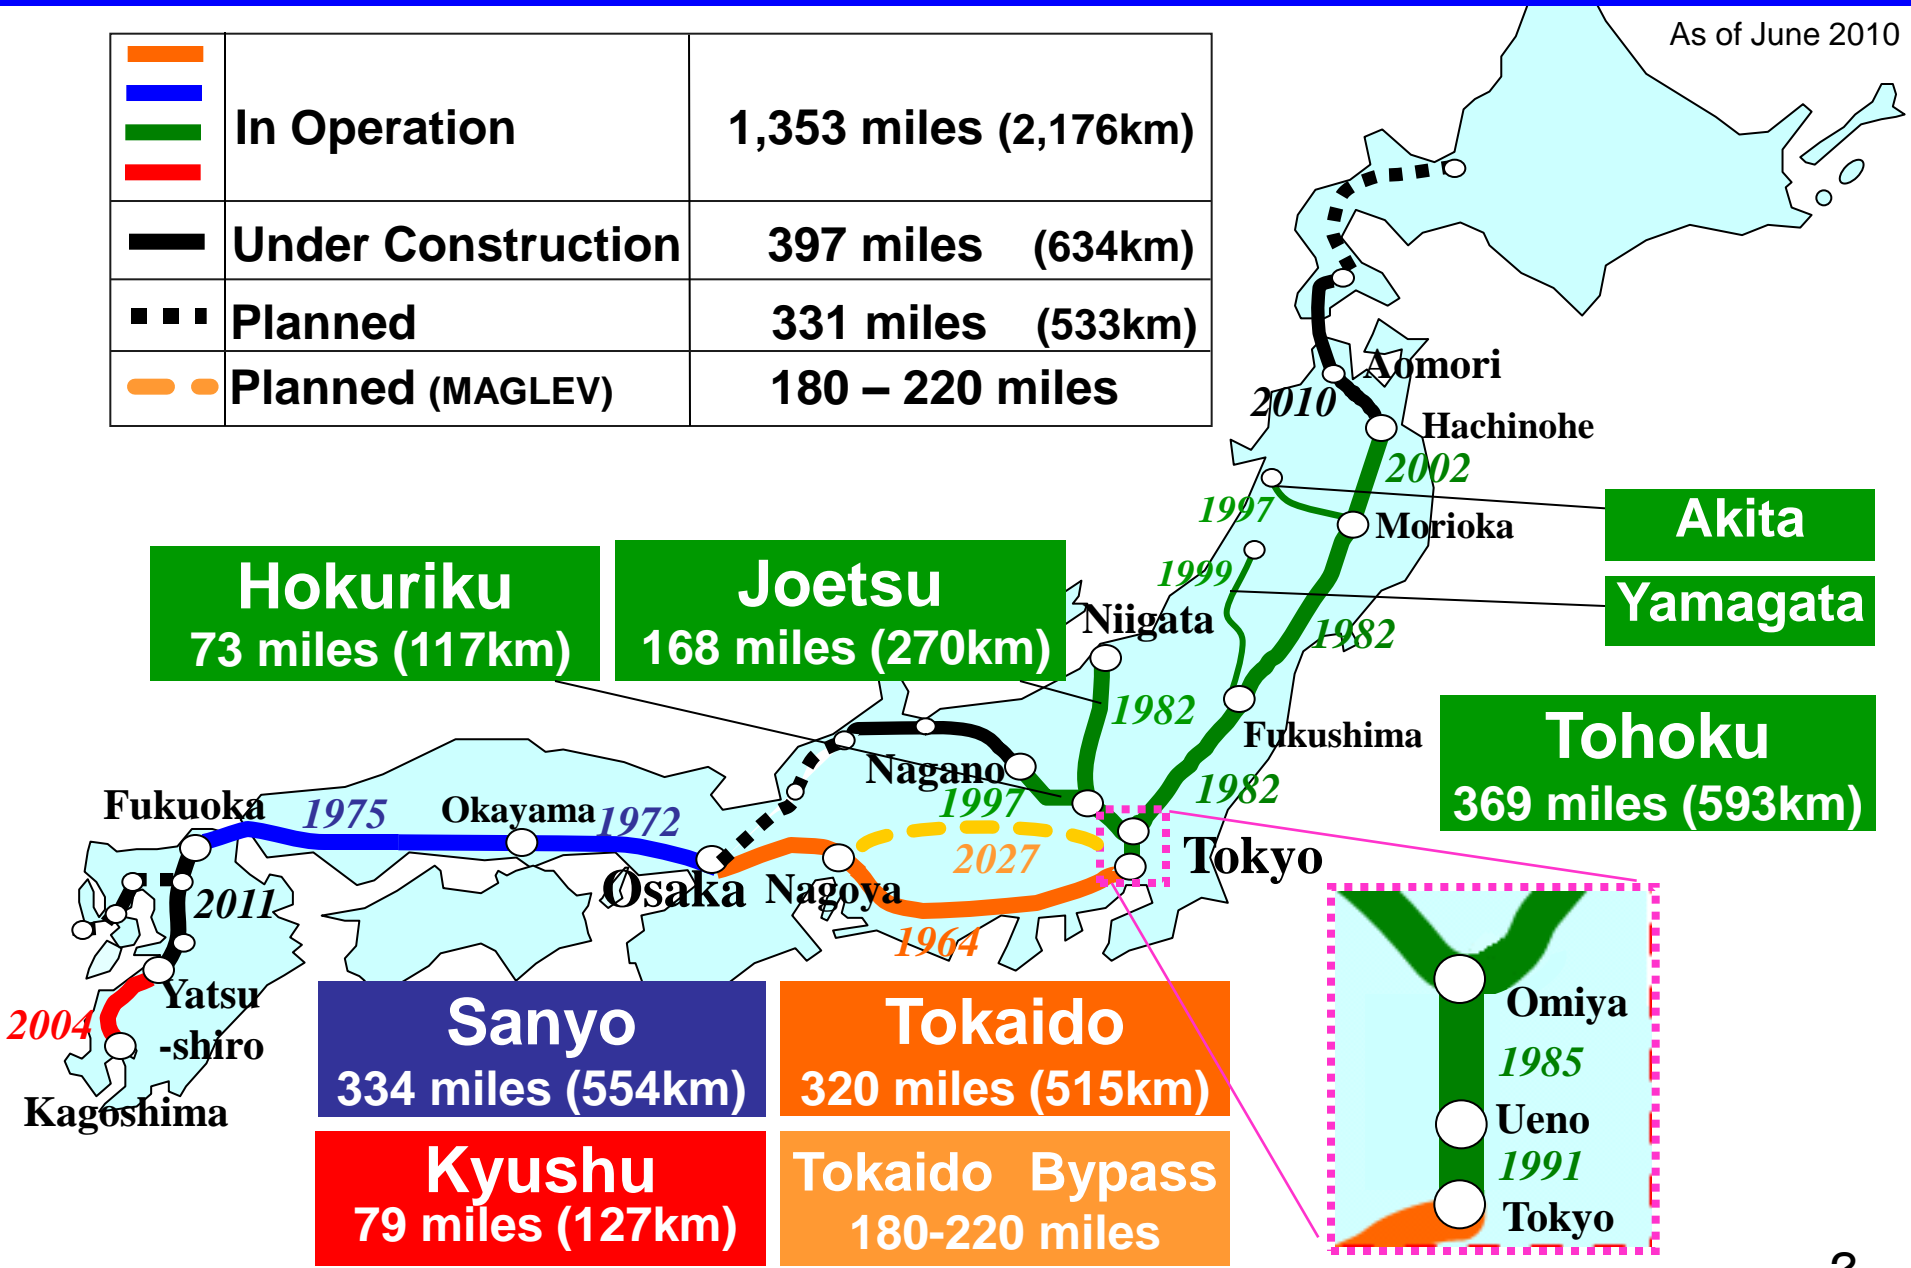 As of June 2010
In Operation 1,353 miles (2,176km)
Under Construction 397 miles (634km)
Planned 331 miles (533km)
Planned (MAGLEV) 180 – 220 miles
Aomori
2010
Hachinohe
2002
Akita
1997
Morioka
Yamagata
1999
Hokuriku
73 miles (117km)
Joetsu
168 miles (270km)
Niigata
1982
1982
Fukushima
Tohoku
369 miles (593km)
Nagano
1997
1982
Fukuoka
1975
Okayama
1972
Tokyo
2027
Osaka
Nagoya
2011
1964
Yatsu
-shiro
2004
Kagoshima
Sanyo
334 miles (554km)
Tokaido
320 miles (515km)
Kyushu
79 miles (127km)
Tokaido Bypass
180-220 miles
Omiya
1985
Ueno
1991
Tokyo